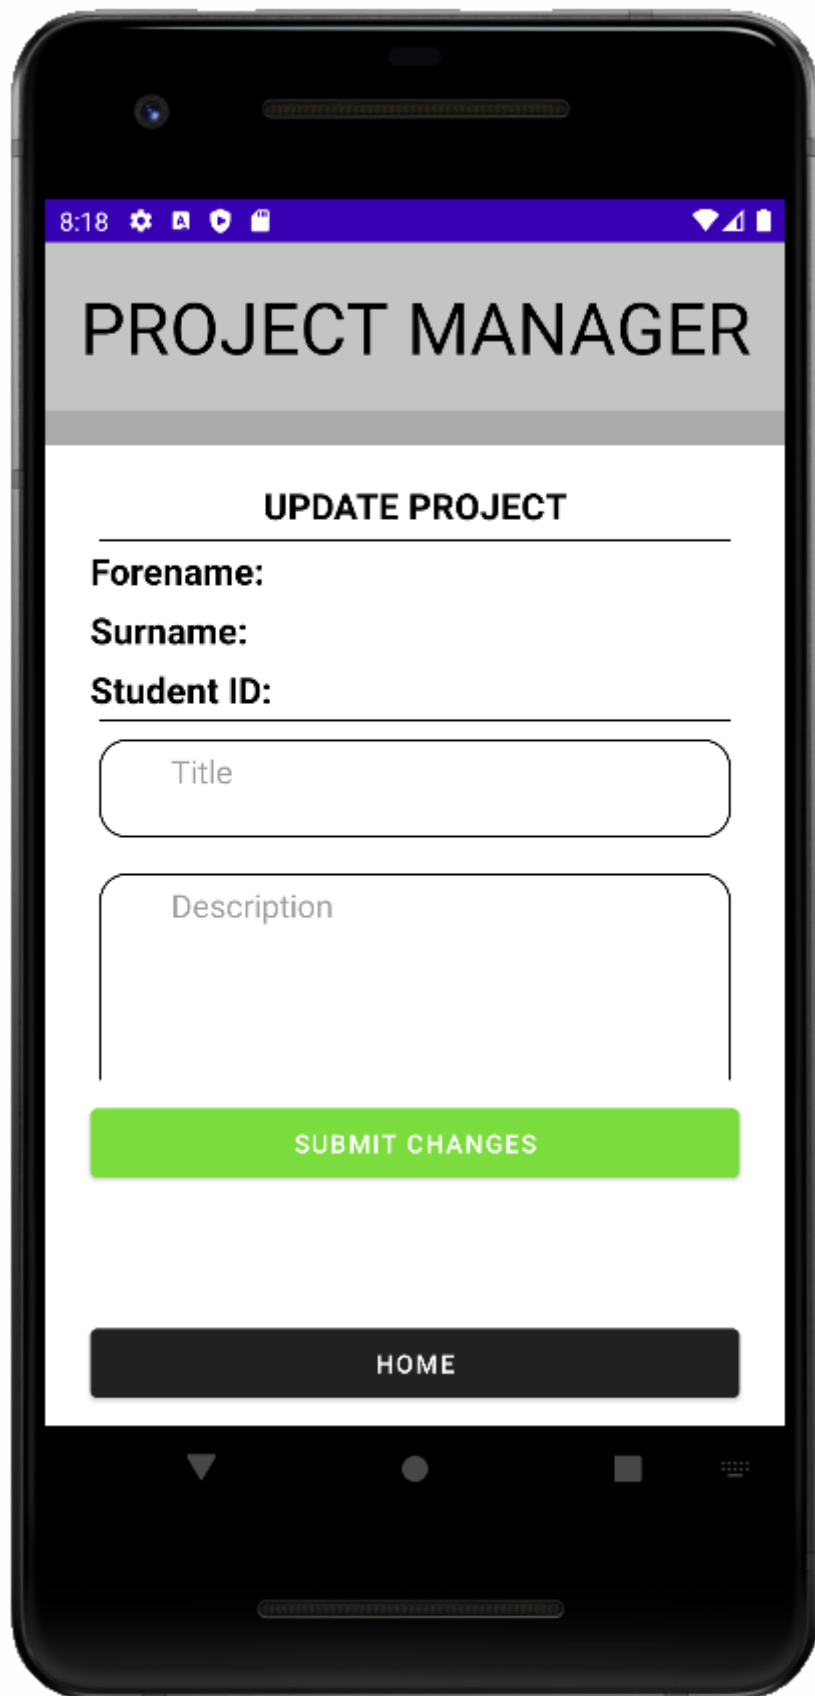 8:18
PROJECT MANAGER
UPDATE PROJECT
Forename:
Surname:
Student ID:
Title
Description
SUBMIT CHANGES
HOME